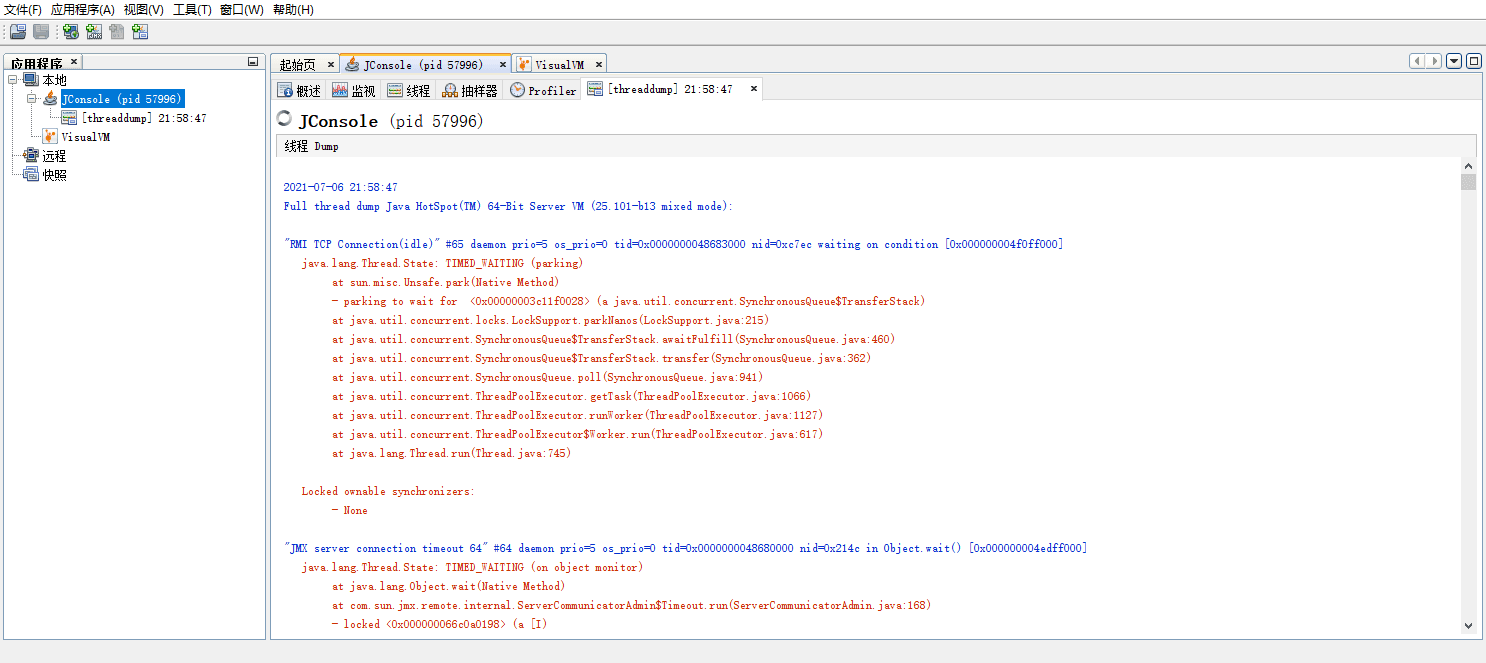 文件(F) 应用程序(A) 视图(V) 工具(T) 窗口(W) 帮助(H)
应用程序
本地
JConsole (pid 57996)
[threaddump] 21:58:47
VisualVM
远程
快照
起始页 JConsole (pid 57996) VisualVM
概述 监视 线程 抽样器 Profiler [threaddump] 21:58:47
JConsole (pid 57996)
线程 Dump
2021-07-06 21:58:47
Full thread dump Java HotSpot(TM) 64-Bit Server VM (25.101-b13 mixed mode):
"RMI TCP Connection(idle)" #65 daemon prio=5 os_prio=0 tid=0x0000000048683000 nid=0xc7ec waiting on condition [0x000000004f0ff000]
java.lang.Thread.State: TIMED_WAITING (parking)
at sun.misc.Unsafe.park(Native Method)
- parking to wait for <0x00000003c11f0028> (a java.util.concurrent.SynchronousQueue$TransferStack)
at java.util.concurrent.locks.LockSupport.parkNanos(LockSupport.java:215)
at java.util.concurrent.SynchronousQueue$TransferStack.awaitFulfill(SynchronousQueue.java:460)
at java.util.concurrent.SynchronousQueue$TransferStack.transfer(SynchronousQueue.java:362)
at java.util.concurrent.SynchronousQueue.poll(SynchronousQueue.java:941)
at java.util.concurrent.ThreadPoolExecutor.getTask(ThreadPoolExecutor.java:1066)
at java.util.concurrent.ThreadPoolExecutor.runWorker(ThreadPoolExecutor.java:1127)
at java.util.concurrent.ThreadPoolExecutor$Worker.run(ThreadPoolExecutor.java:617)
at java.lang.Thread.run(Thread.java:745)
Locked ownable synchronizers:
- None
"JMX server connection timeout 64" #64 daemon prio=5 os_prio=0 tid=0x0000000048680000 nid=0x214c in Object.wait() [0x000000004edff000]
java.lang.Thread.State: TIMED_WAITING (on object monitor)
at java.lang.Object.wait(Native Method)
at com.sun.jmx.remote.internal.ServerCommunicatorAdmin$Timeout.run(ServerCommunicatorAdmin.java:168)
- locked <0x000000066c0a0198> (a [I)